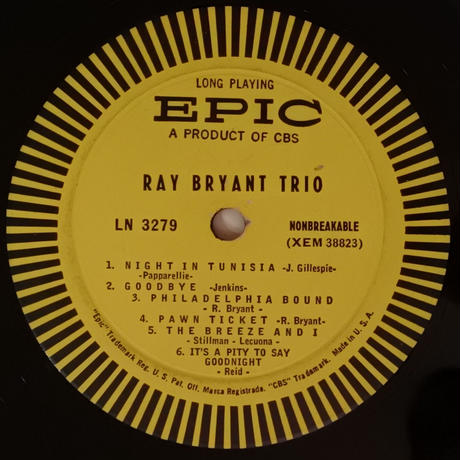 LONG PLAYING
EPIC
A PRODUCT OF CBS
RAY BRYANT TRIO
LN 3279
NONBREAKABLE
(XEM 38823)
1. NIGHT IN TUNISIA -J. Gillespie-
-Papparellie-
2. GOODBYE -Jenkins-
3. PHILADELPHIA BOUND
- R. Bryant -
4. PAWN TICKET -R. Bryant-
5. THE BREEZE AND I
- Stillman - Lecuona -
6. IT'S A PITY TO SAY
GOODNIGHT
- Reid -
"Epic" Trademark Reg. U. S. Pat. Off. Marca Registrada. "CBS" Trademark. Made in U. S. A.